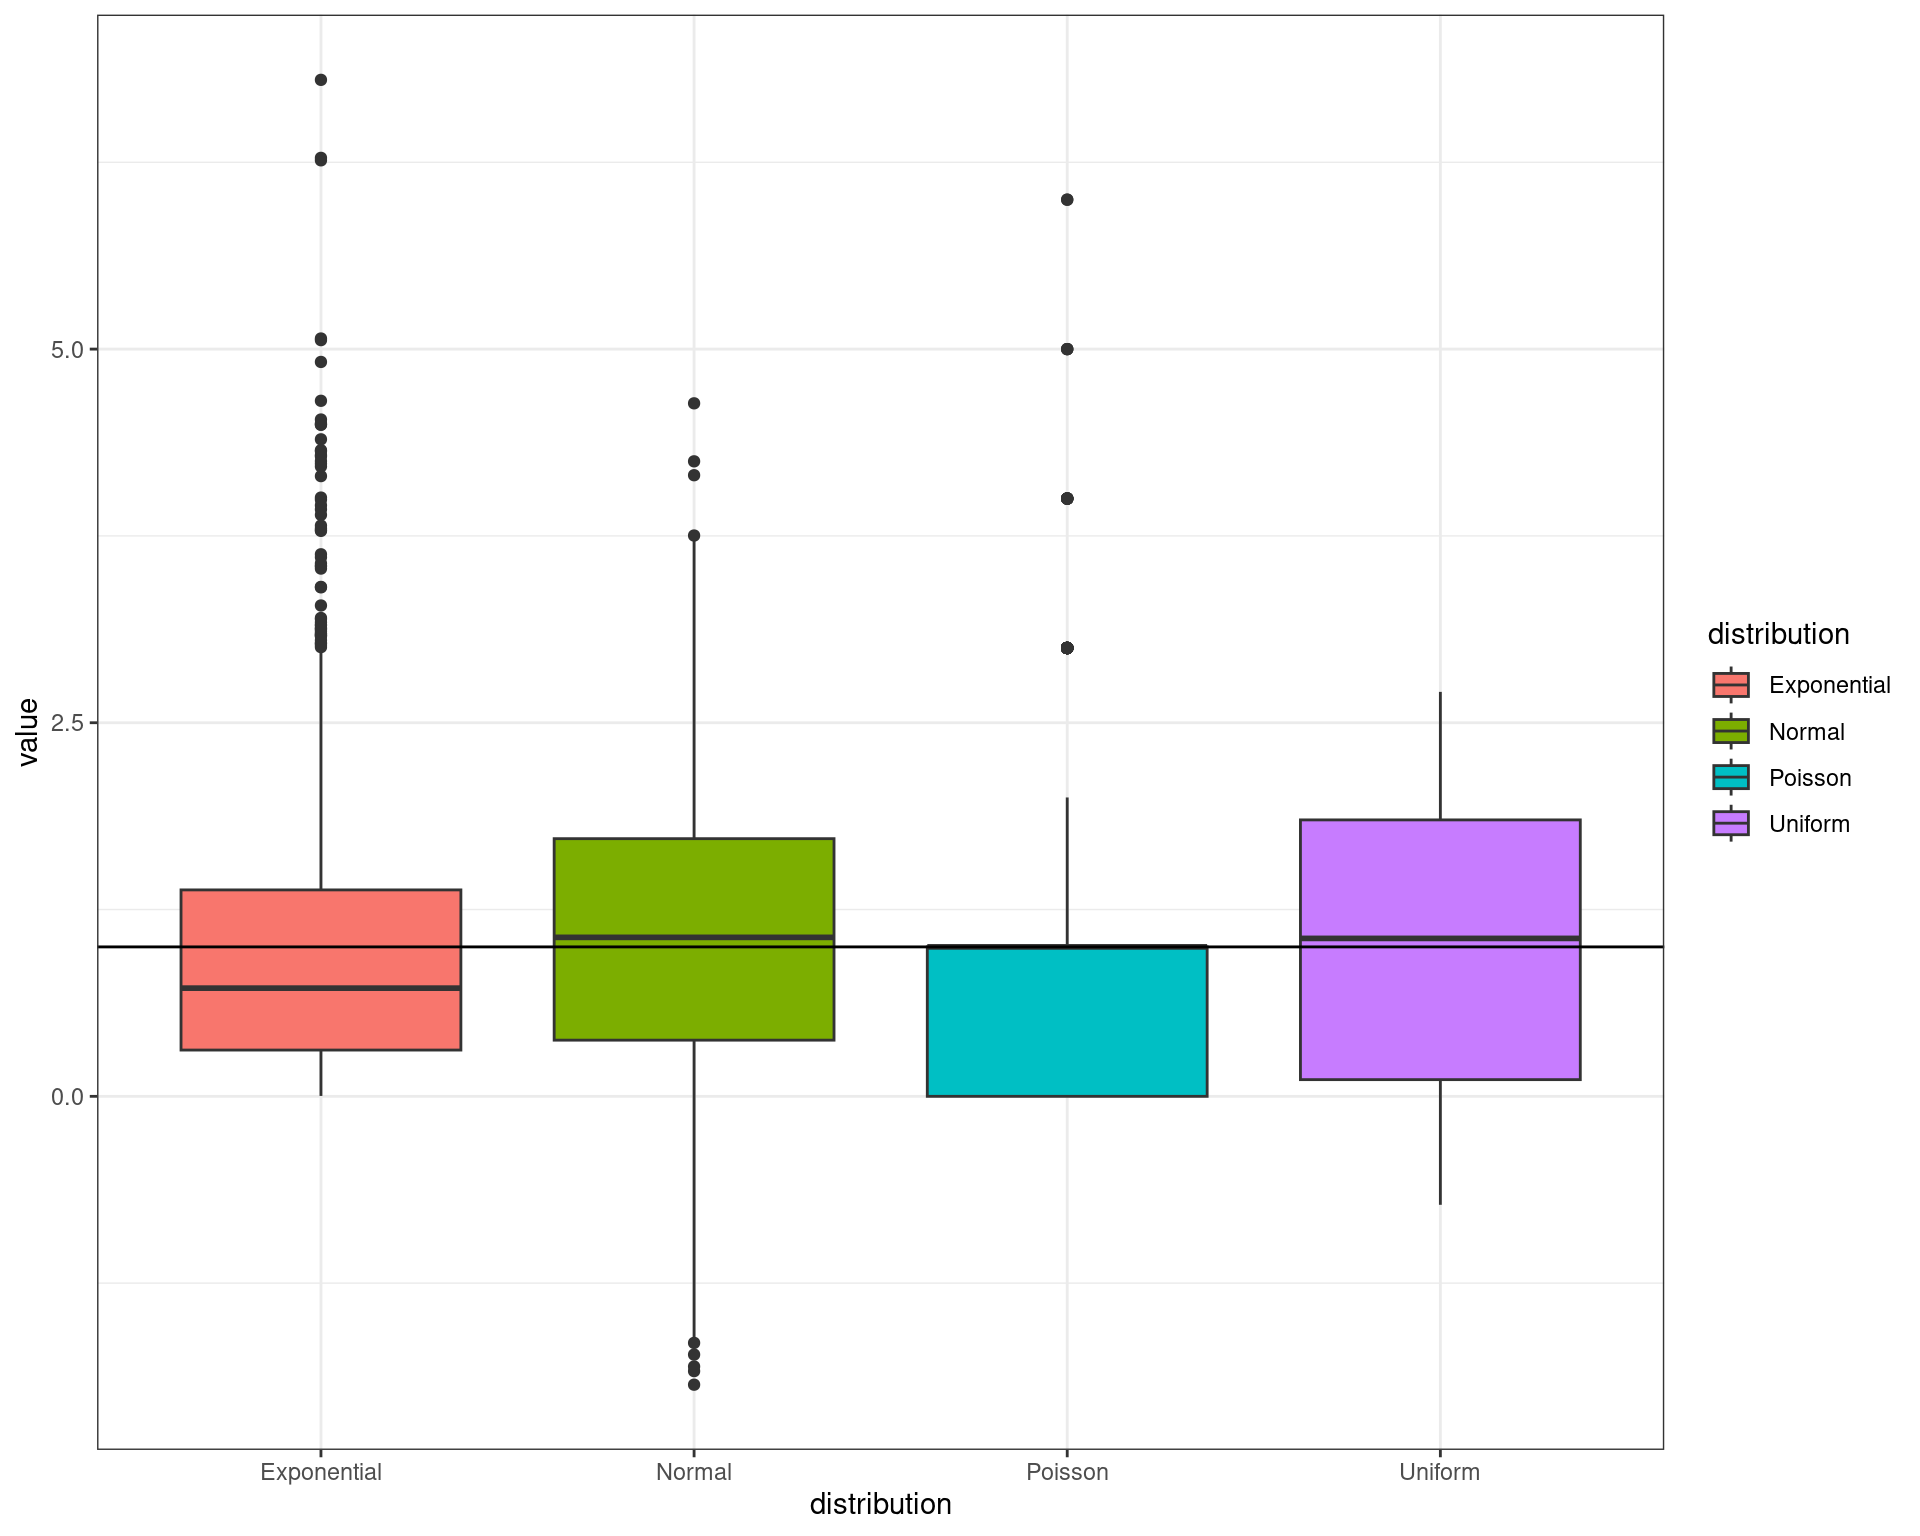 5.0
2.5
0.0
value
Exponential
Normal
Poisson
Uniform
distribution
distribution
Exponential
Normal
Poisson
Uniform